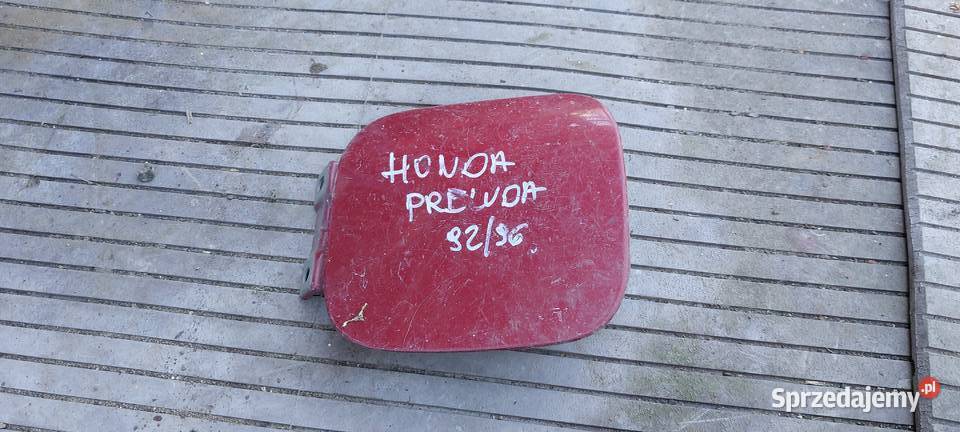 HONDA
PRELUDA
92/96
Sprzedajemy.pl